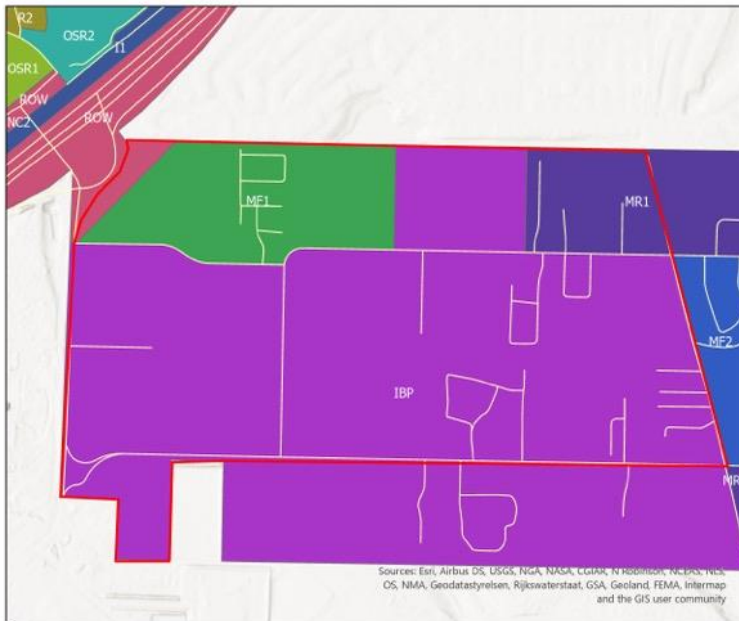 R2
OSR2
I1
OSR1
ROW
NC2
ROW
MF1
MR1
MF2
IBP
MR
Sources: Esri, Airbus DS, USGS, NGA, NASA, CGIAR, N Robinson, NCEAS, NLS,
OS, NMA, Geodatastyrelsen, Rijkswaterstaat, GSA, Geoland, FEMA, Intermap
and the GIS user community